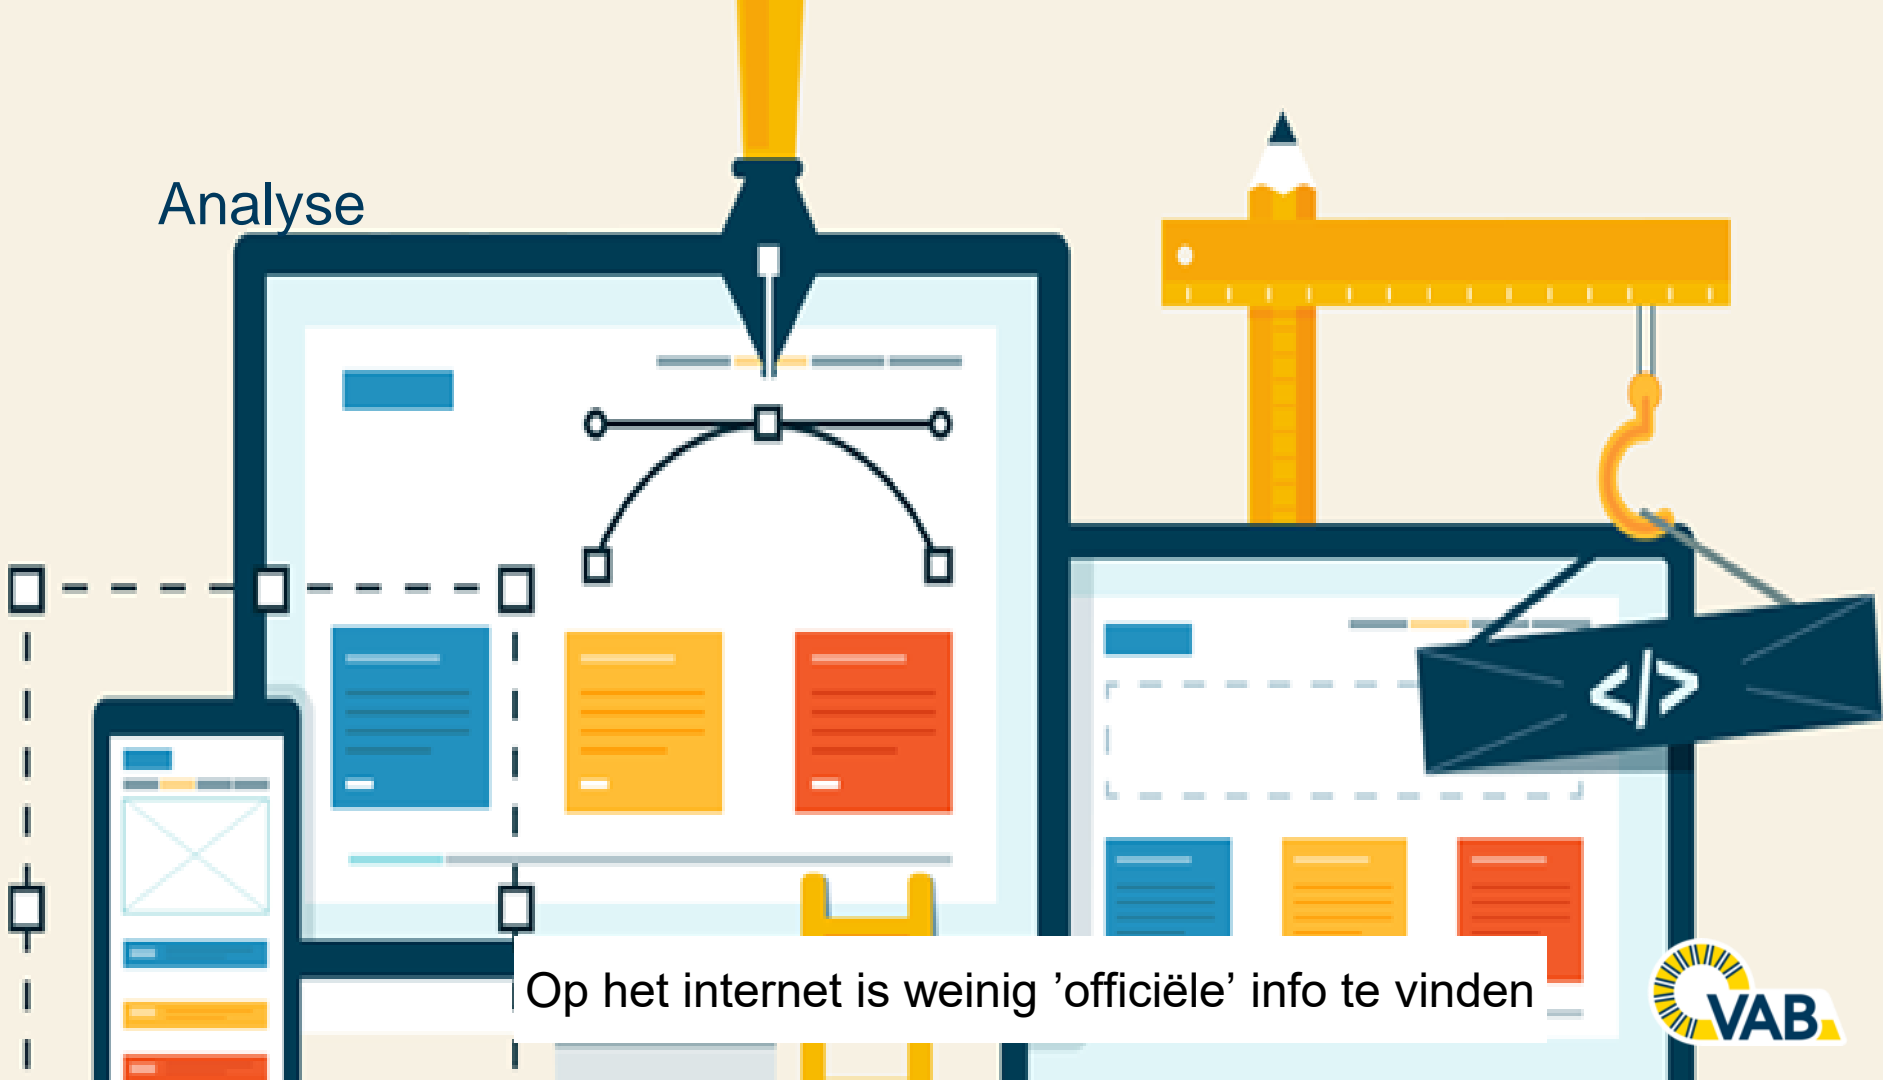 Analyse
</>
Op het internet is weinig ’officiële’ info te vinden
VAB